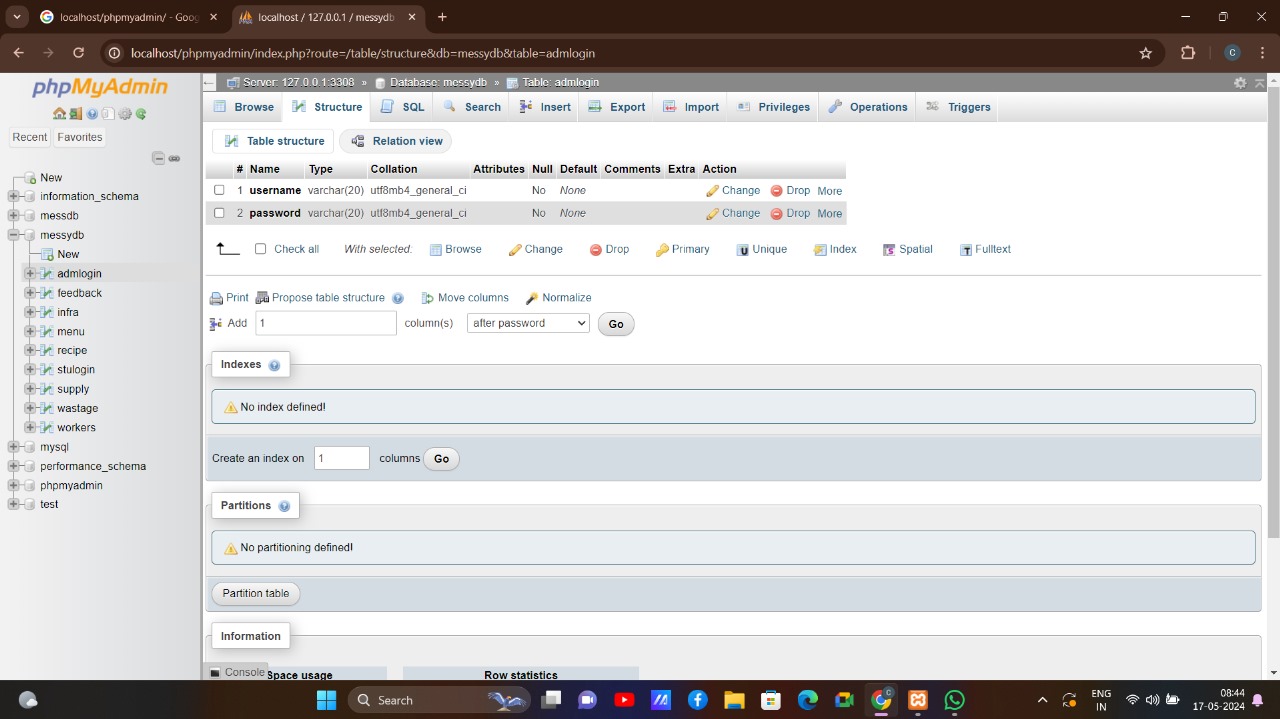 localhost/phpmyadmin/ - Goog
localhost / 127.0.0.1 / messydb
localhost/phpmyadmin/index.php?route=/table/structure&db=messydb&table=admlogin
C
phpMyAdmin
Recent Favorites
New
information_schema
messdb
messydb
New
admlogin
feedback
infra
menu
recipe
stulogin
supply
wastage
workers
mysql
performance_schema
phpmyadmin
test
Server: 127.0.0.1:3308 » Database: messydb » Table: admlogin
Browse Structure SQL Search Insert Export Import Privileges Operations Triggers
Table structure Relation view
# Name Type Collation Attributes Null Default Comments Extra Action
1 username varchar(20) utf8mb4_general_ci No None Change Drop More
2 password varchar(20) utf8mb4_general_ci No None Change Drop More
Check all With selected: Browse Change Drop Primary Unique Index Spatial Fulltext
Print Propose table structure Move columns Normalize
Add 1 column(s) after password Go
Indexes
No index defined!
Create an index on 1 columns Go
Partitions
No partitioning defined!
Partition table
Information
Console Space usage Row statistics
Search
ENG
IN
08:44
17-05-2024